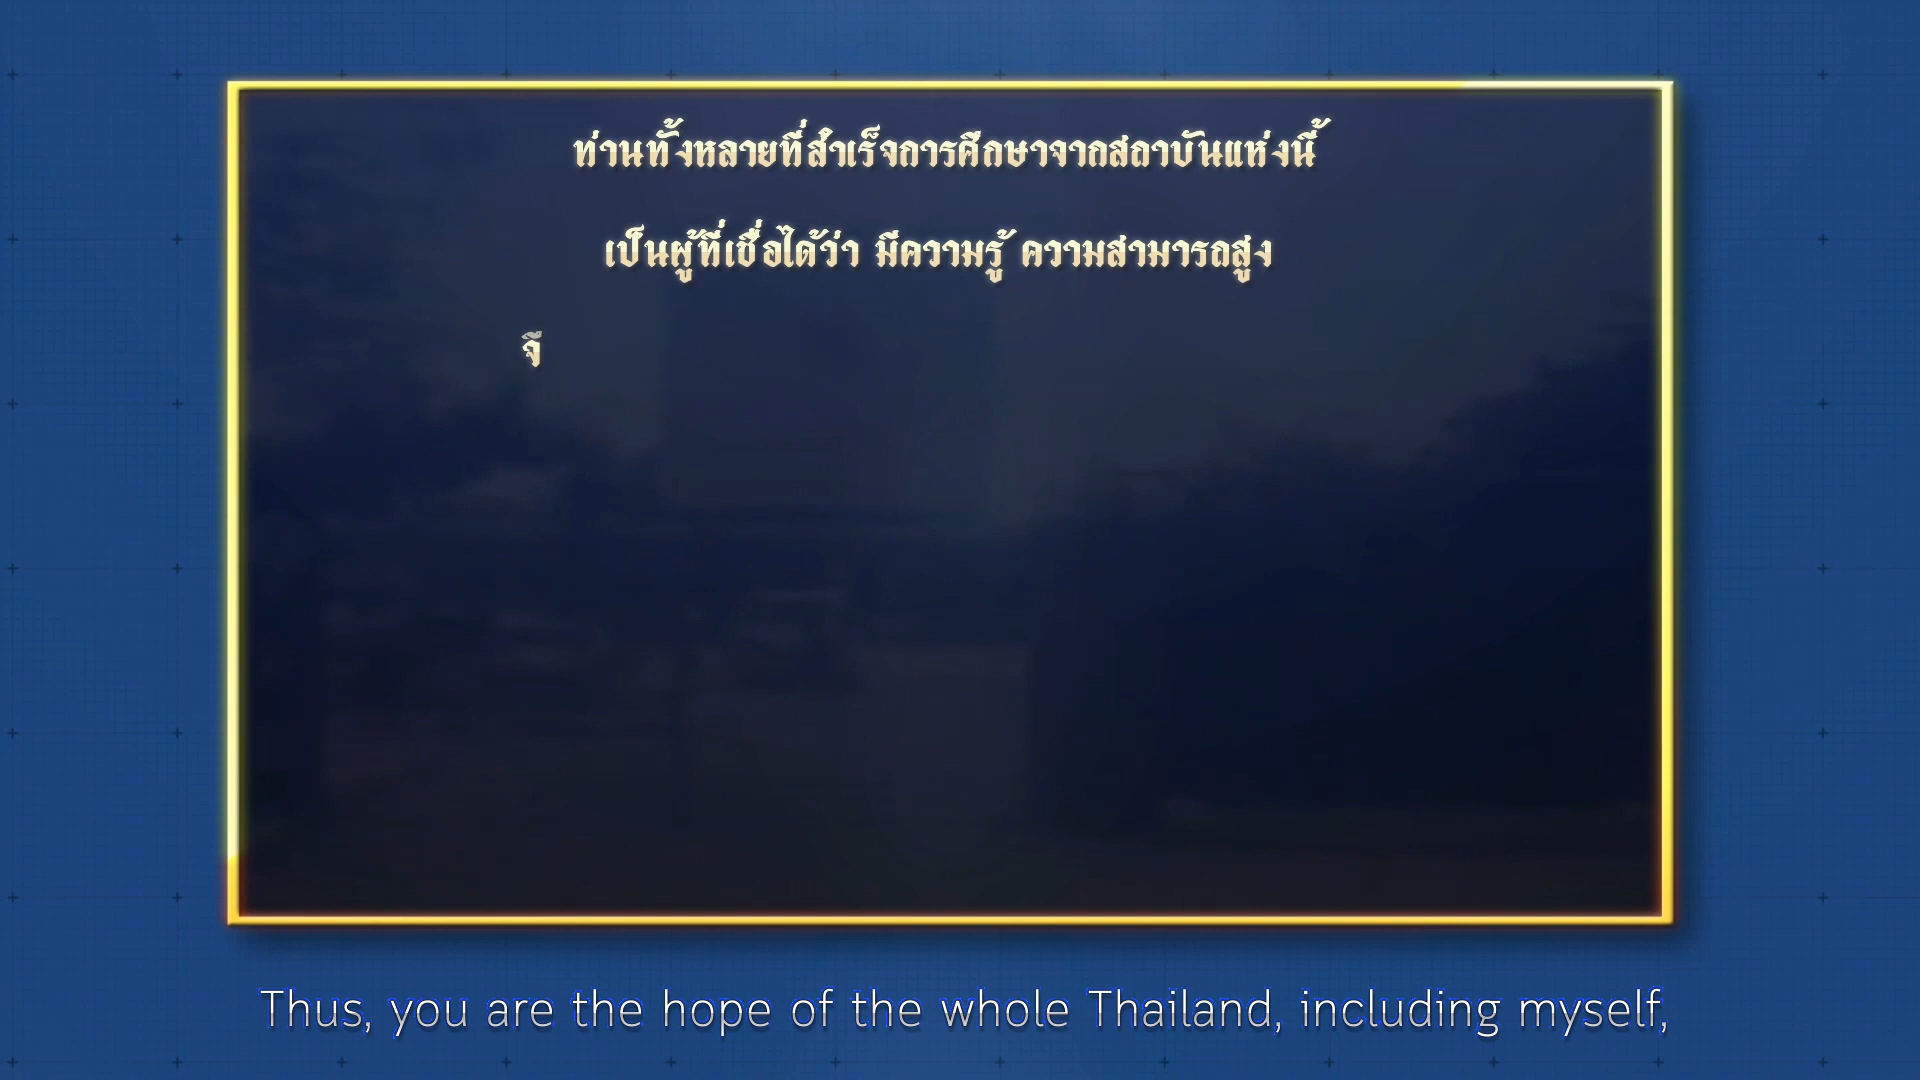 ท่านทั้งหลายที่สำเร็จการศึกษาจากสถาบันแห่งนี้
เป็นผู้ที่เชื่อได้ว่า มีความรู้ ความสามารถสูง
จึ
Thus, you are the hope of the whole Thailand, including myself,